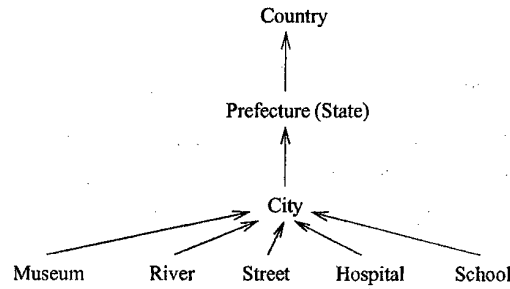 Country
Prefecture (State)
City
Museum River Street Hospital School